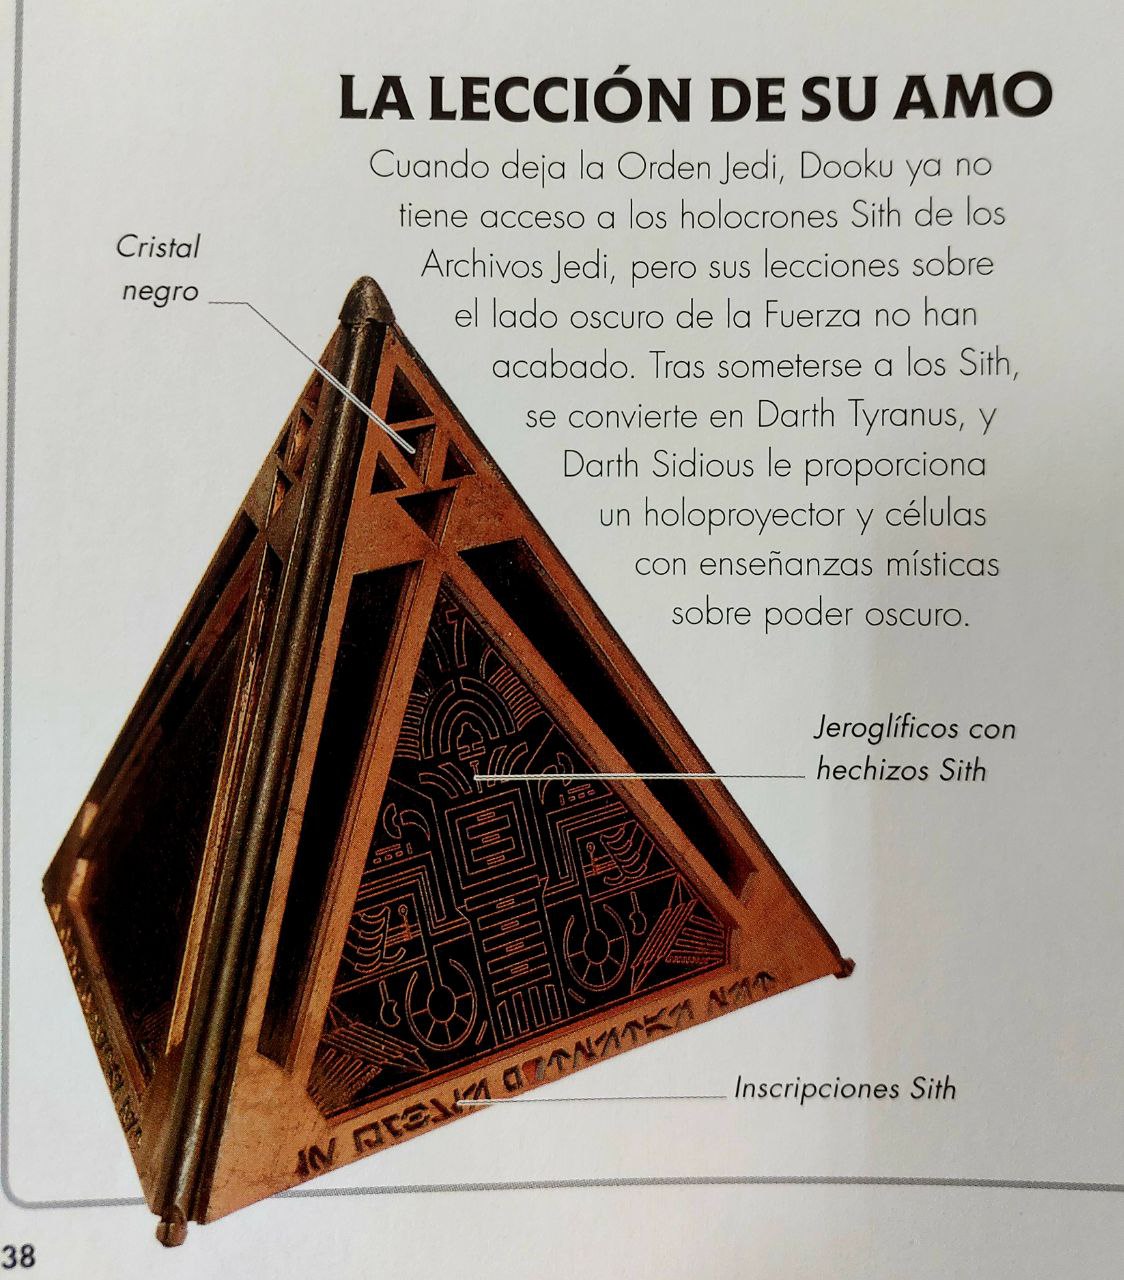 LA LECCIÓN DE SU AMO
Cuando deja la Orden Jedi, Dooku ya no
tiene acceso a los holocrones Sith de los
Archivos Jedi, pero sus lecciones sobre
el lado oscuro de la Fuerza no han
acabado. Tras someterse a los Sith,
se convierte en Darth Tyranus, y
Darth Sidious le proporciona
un holoproyector y células
con enseñanzas místicas
sobre poder oscuro.
Cristal
negro
Jeroglíficos con
hechizos Sith
Inscripciones Sith
38